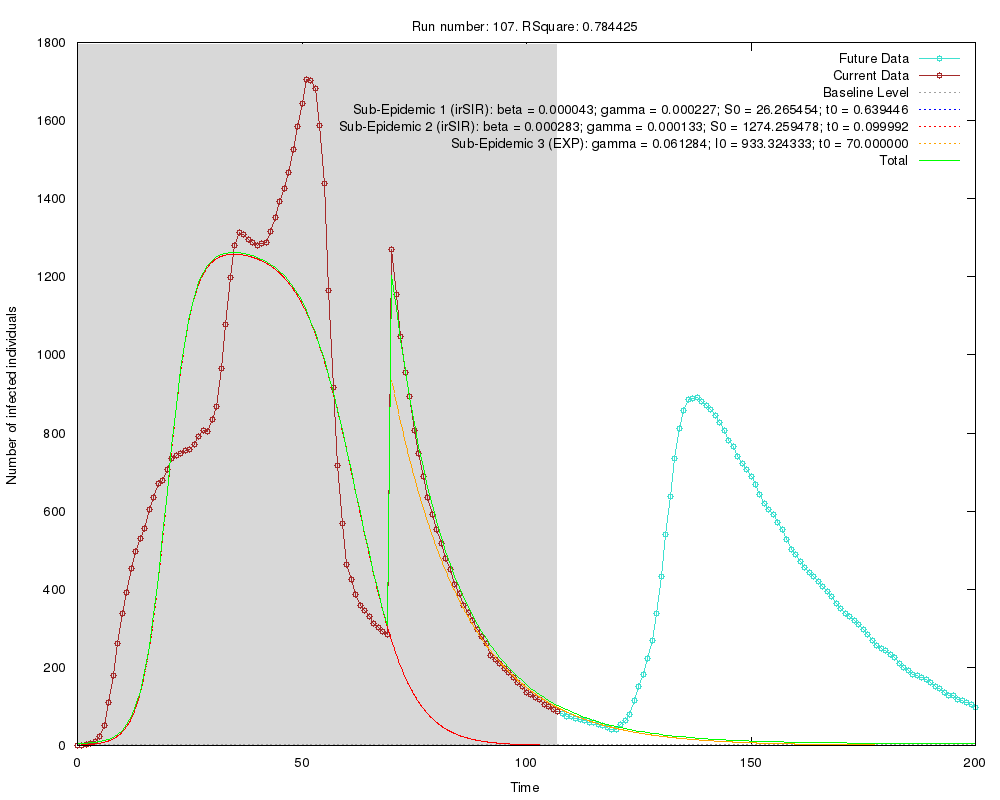 Run number: 107. RSquare: 0.784425
1800
1600
1400
1200
1000
800
600
400
200
0
Number of infected individuals
Future Data
Current Data
Baseline Level
Sub-Epidemic 1 (irSIR): beta = 0.000043; gamma = 0.000227; S0 = 26.265454; t0 = 0.639446
Sub-Epidemic 2 (irSIR): beta = 0.000283; gamma = 0.000133; S0 = 1274.259478; t0 = 0.099992
Sub-Epidemic 3 (EXP): gamma = 0.061284; I0 = 933.324333; t0 = 70.000000
Total
0 50 100 150 200
Time